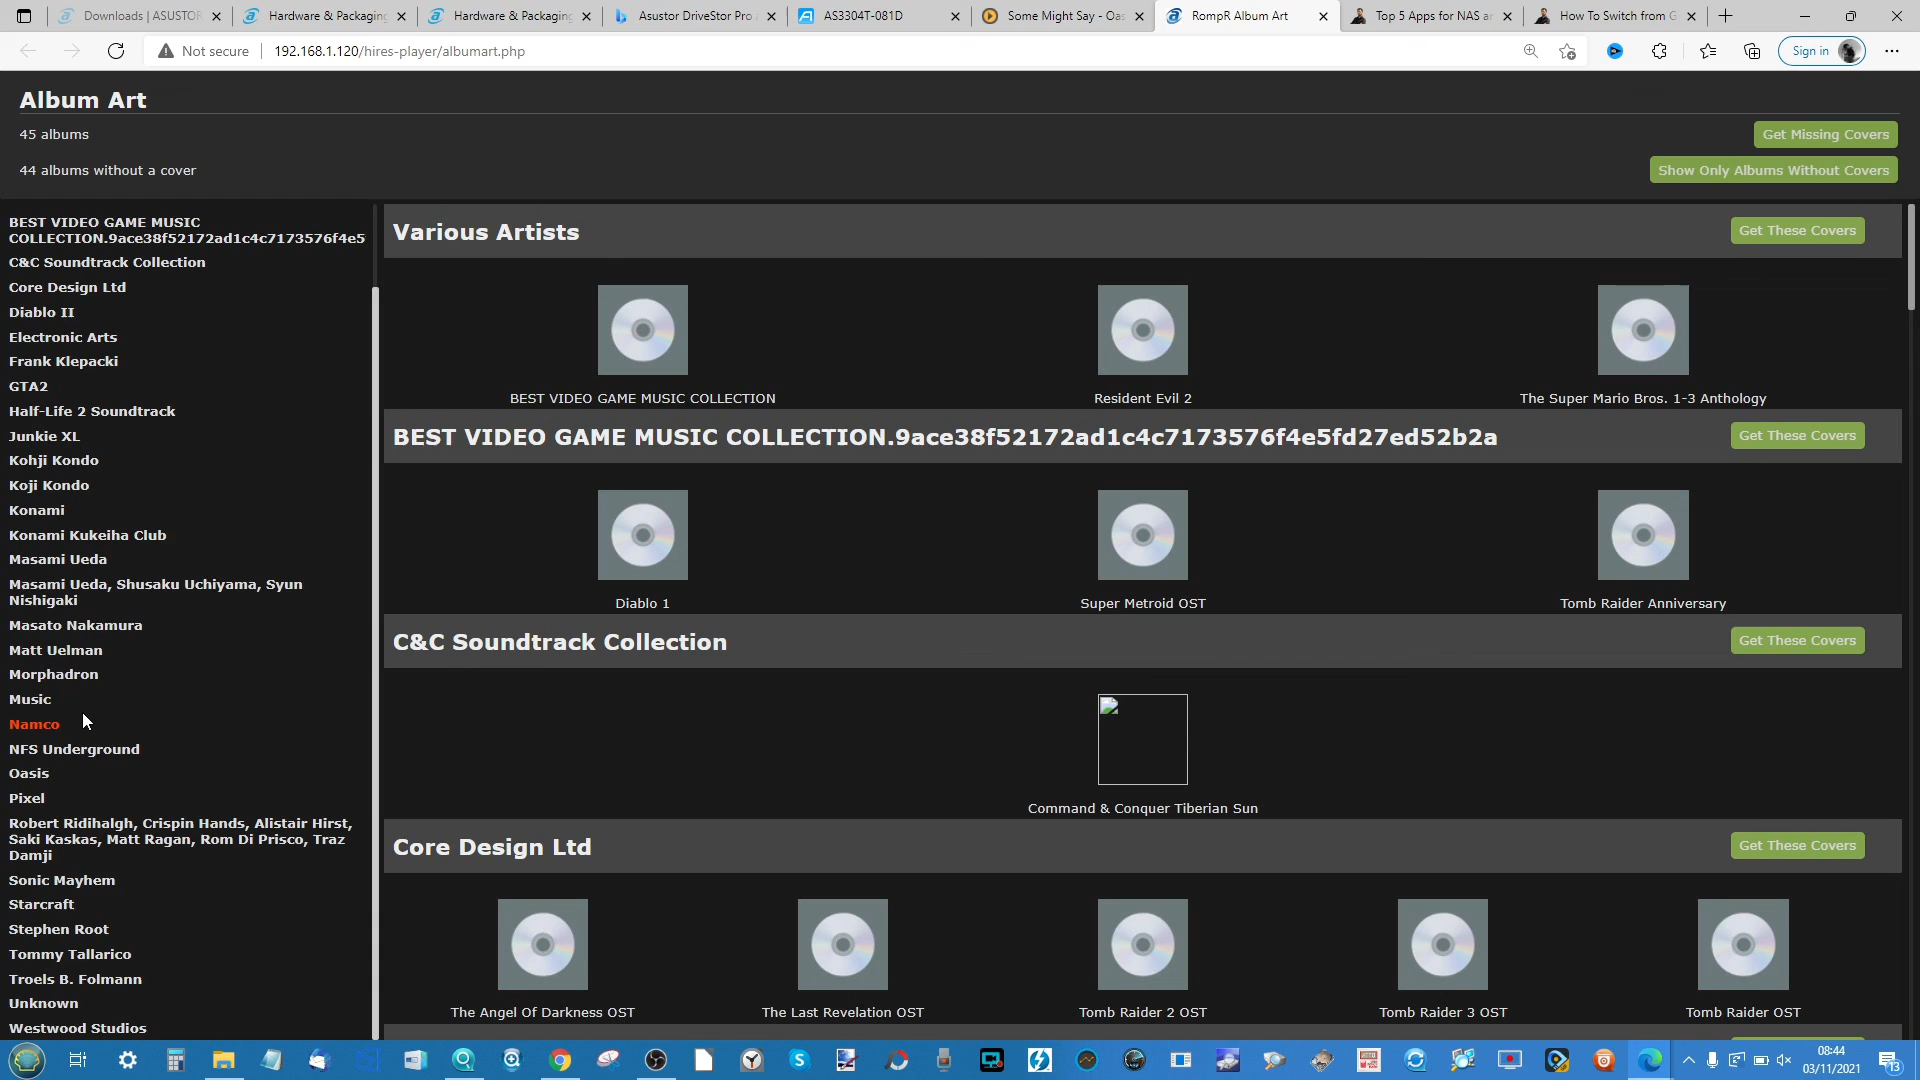 Downloads | ASUSTOR
Hardware & Packaging
Hardware & Packaging
Asustor DriveStor Pro
AS3304T-081D
Some Might Say - Oas
RompR Album Art
Top 5 Apps for NAS ar
How To Switch from G
Not secure
192.168.1.120/hires-player/albumart.php
Sign in
Album Art
45 albums
Get Missing Covers
44 albums without a cover
Show Only Albums Without Covers
BEST VIDEO GAME MUSIC
COLLECTION.9ace38f52172ad1c4c7173576f4e5
C&C Soundtrack Collection
Core Design Ltd
Diablo II
Electronic Arts
Frank Klepacki
GTA2
Half-Life 2 Soundtrack
Junkie XL
Kohji Kondo
Koji Kondo
Konami
Konami Kukeiha Club
Masami Ueda
Masami Ueda, Shusaku Uchiyama, Syun
Nishigaki
Masato Nakamura
Matt Uelman
Morphadron
Music
Namco
NFS Underground
Oasis
Pixel
Robert Ridihalgh, Crispin Hands, Alistair Hirst,
Saki Kaskas, Matt Ragan, Rom Di Prisco, Traz
Damji
Sonic Mayhem
Starcraft
Stephen Root
Tommy Tallarico
Troels B. Folmann
Unknown
Westwood Studios
Various Artists
Get These Covers
BEST VIDEO GAME MUSIC COLLECTION
Resident Evil 2
The Super Mario Bros. 1-3 Anthology
BEST VIDEO GAME MUSIC COLLECTION.9ace38f52172ad1c4c7173576f4e5fd27ed52b2a
Get These Covers
Diablo 1
Super Metroid OST
Tomb Raider Anniversary
C&C Soundtrack Collection
Get These Covers
Command & Conquer Tiberian Sun
Core Design Ltd
Get These Covers
The Angel Of Darkness OST
The Last Revelation OST
Tomb Raider 2 OST
Tomb Raider 3 OST
Tomb Raider OST
08:44
03/11/2021
13